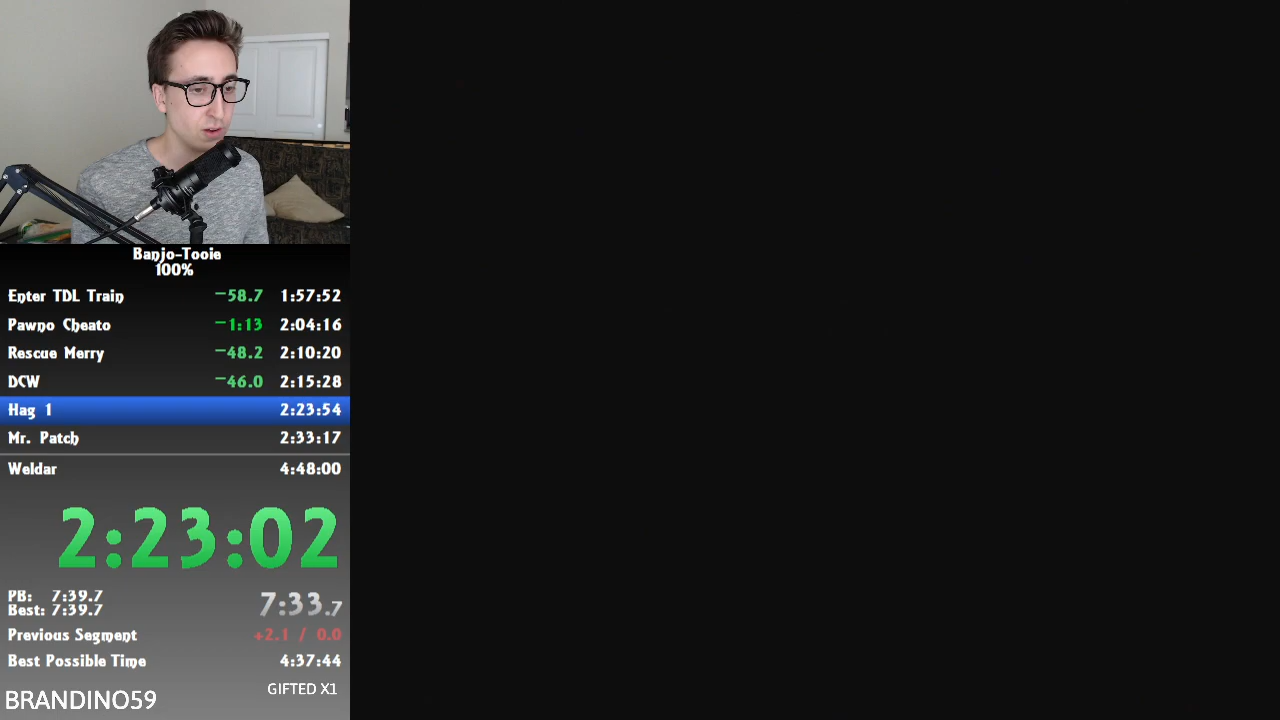 Banjo-Tooie
100%
Enter TDL Train −58.7 1:57:52
Pawno Cheato −1:13 2:04:16
Rescue Merry −48.2 2:10:20
DCW −46.0 2:15:28
Hag 1 2:23:54
Mr. Patch 2:33:17
Weldar 4:48:00
2:23:02
PB: 7:39.7
Best: 7:39.7
7:33.7
Previous Segment +2.1 / 0.0
Best Possible Time 4:37:44
BRANDINO59 GIFTED X1